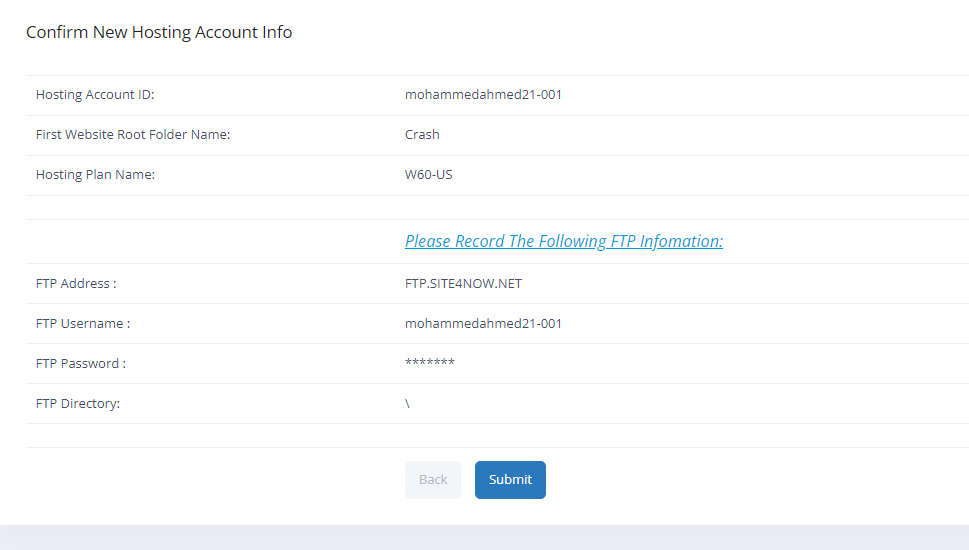 Confirm New Hosting Account Info
Hosting Account ID: mohammedahmed21-001
First Website Root Folder Name: Crash
Hosting Plan Name: W60-US
Please Record The Following FTP Infomation:
FTP Address : FTP.SITE4NOW.NET
FTP Username : mohammedahmed21-001
FTP Password : *******
FTP Directory: \
Back Submit